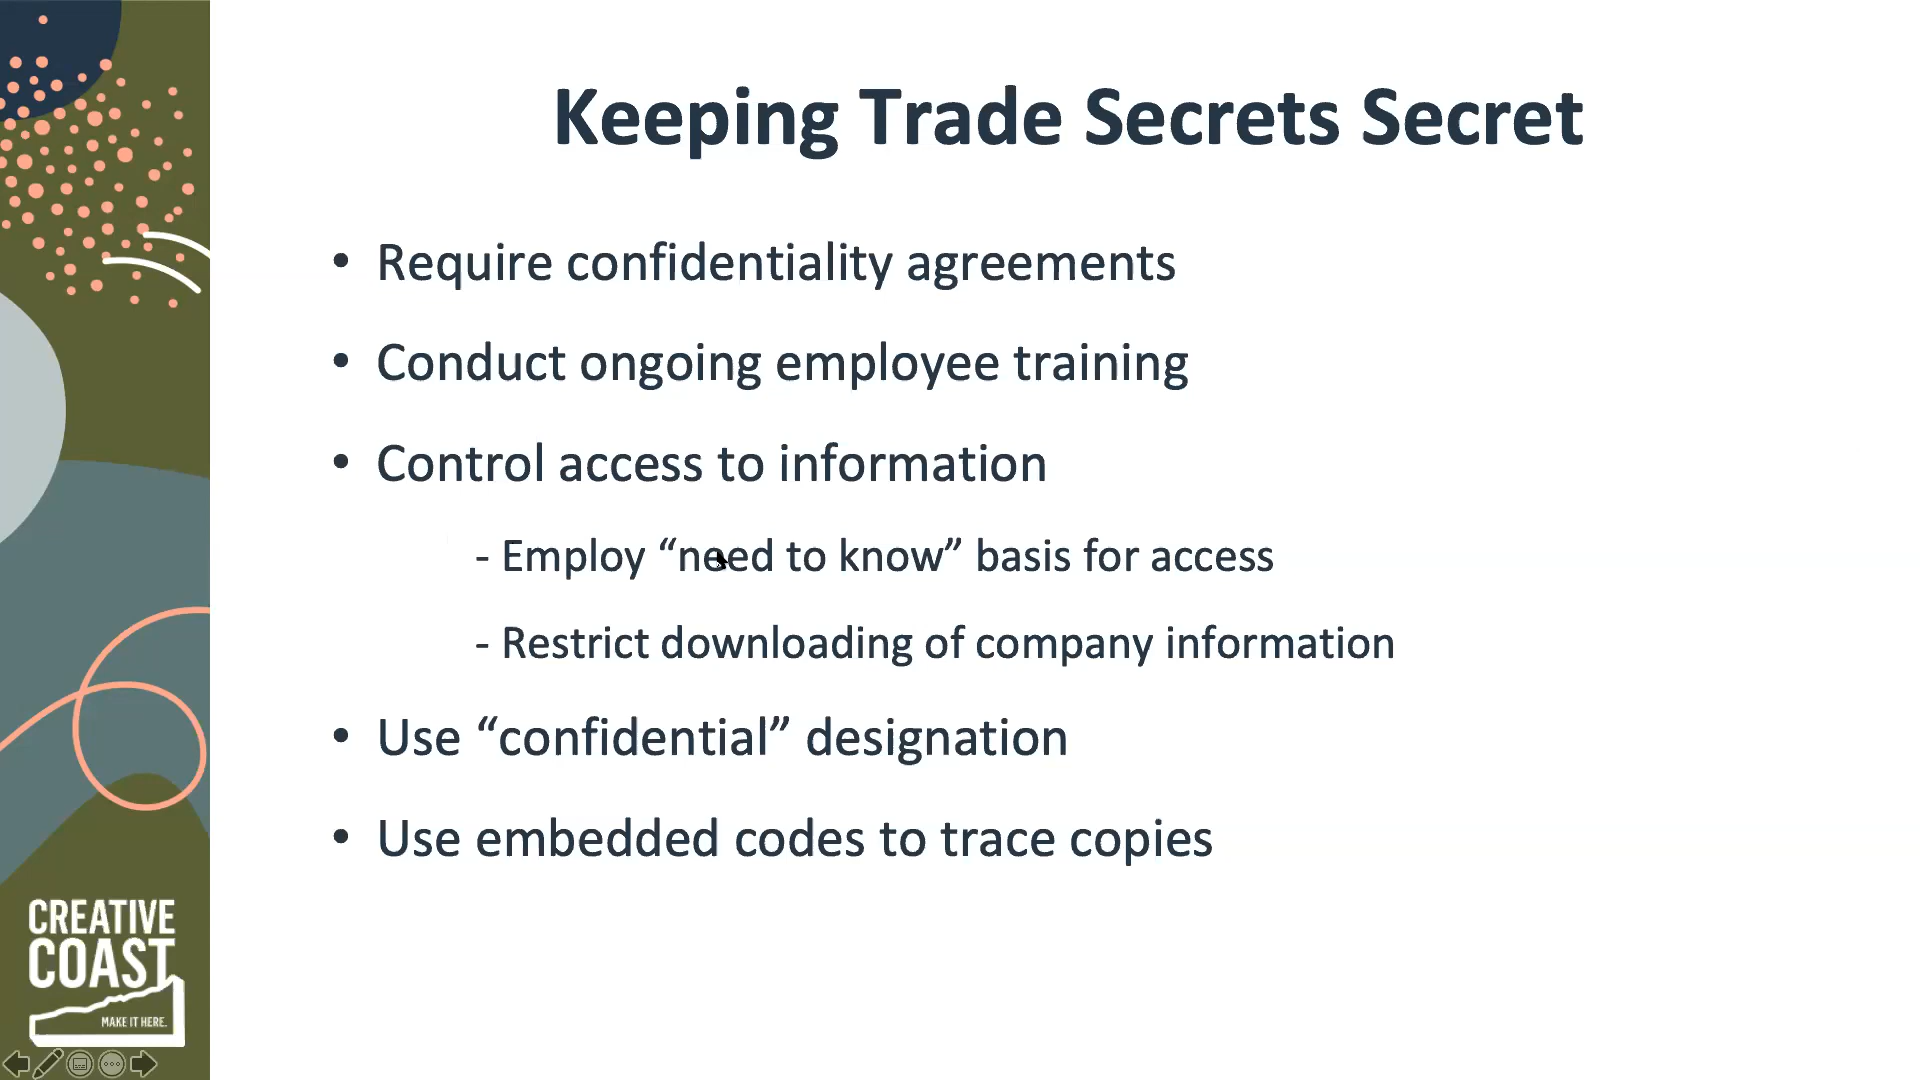 Keeping Trade Secrets Secret
• Require confidentiality agreements
• Conduct ongoing employee training
• Control access to information
- Employ “need to know” basis for access
- Restrict downloading of company information
• Use “confidential” designation
• Use embedded codes to trace copies
CREATIVE
COAST
MAKE IT HERE.